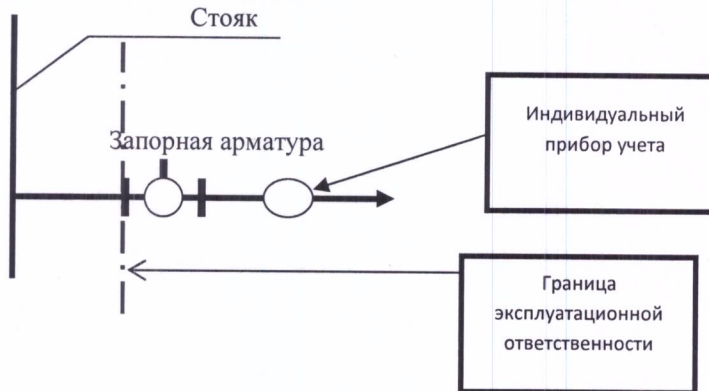 Стояк
Запорная арматура
Индивидуальный
прибор учета
Граница
эксплуатационной
ответственности